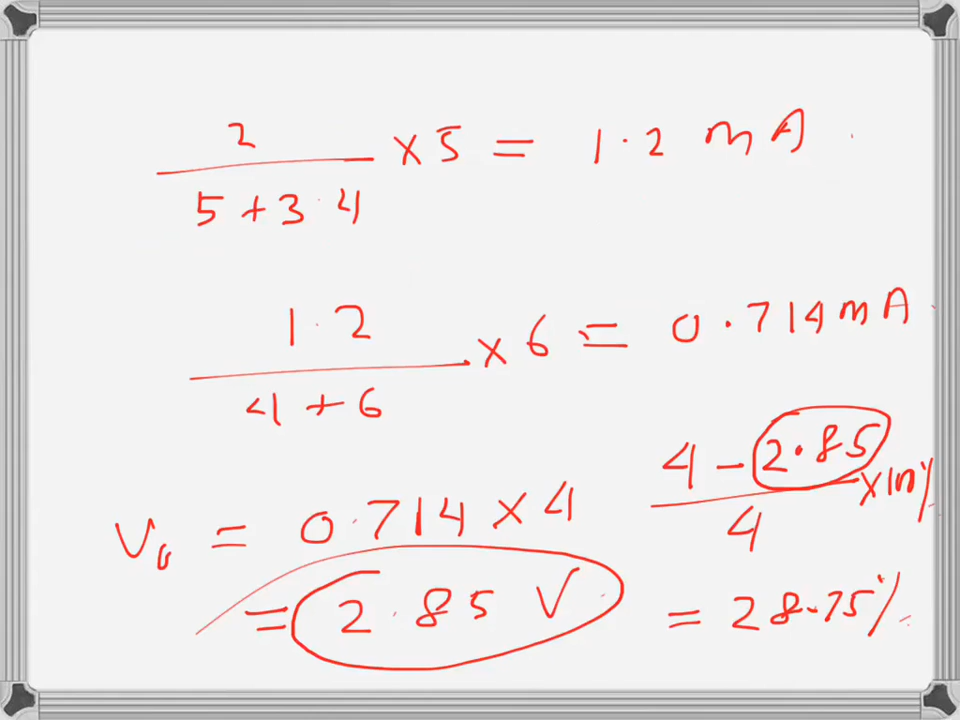 2
─── × 5 = 1.2 mA
5 + 3.4
1.2
─── × 6 = 0.714 mA
4 + 6
V₀ = 0.714 × 4
= 2.85 V
4 - 2.85
─── × 100%
4
= 28.75%